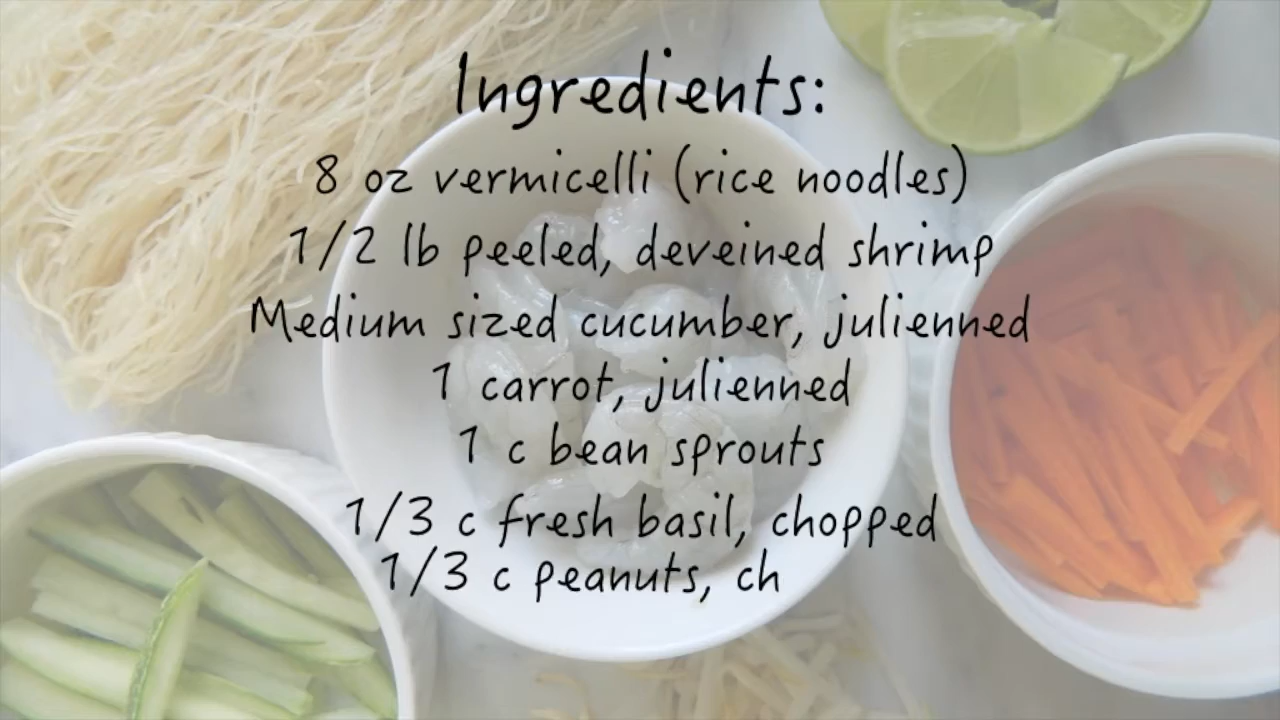 Ingredients:
8 oz vermicelli (rice noodles)
1/2 lb peeled, deveined shrimp
Medium sized cucumber, julienned
1 carrot, julienned
1 c bean sprouts
1/3 c fresh basil, chopped
1/3 c peanuts, ch